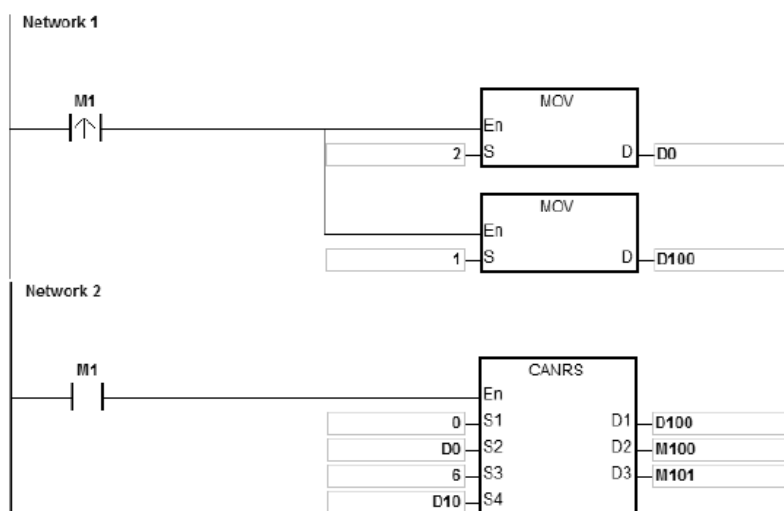 Network 1
M1
MOV
En
2 S D D0
MOV
En
1 S D D100
Network 2
M1
CANRS
En
0 S1 D1 D100
D0 S2 D2 M100
6 S3 D3 M101
D10 S4